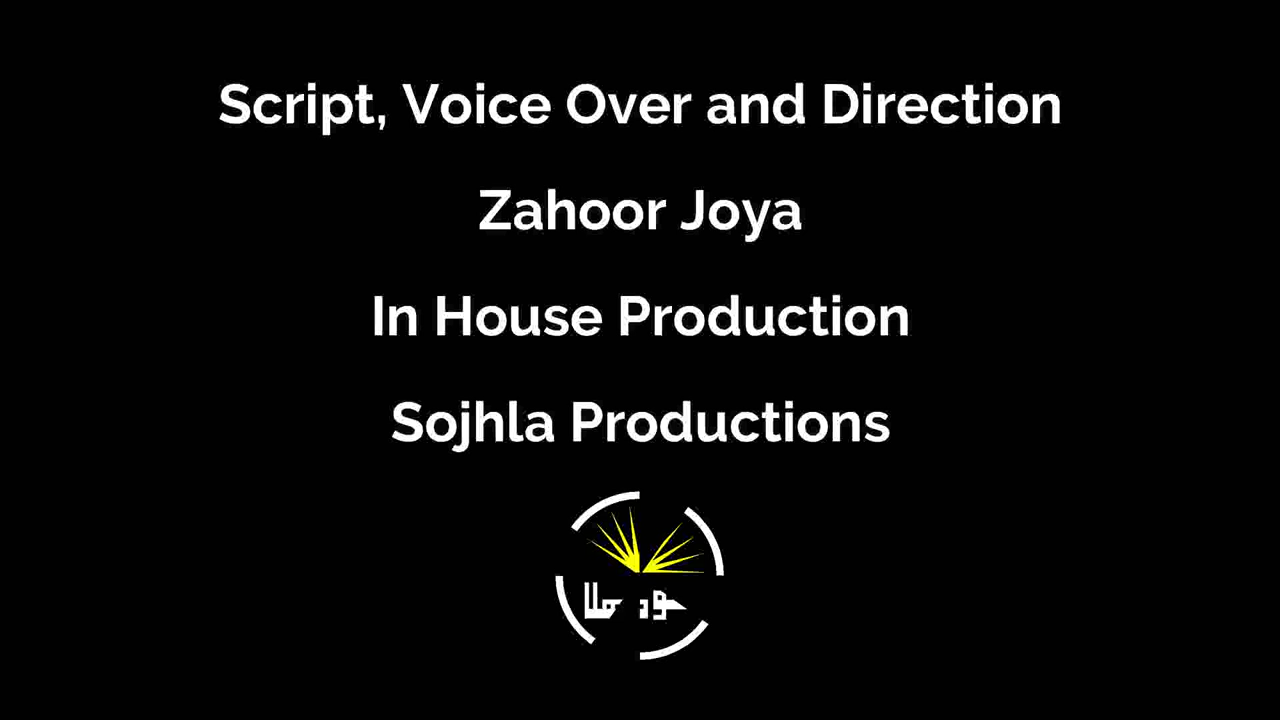 Script, Voice Over and Direction
Zahoor Joya
In House Production
Sojhla Productions